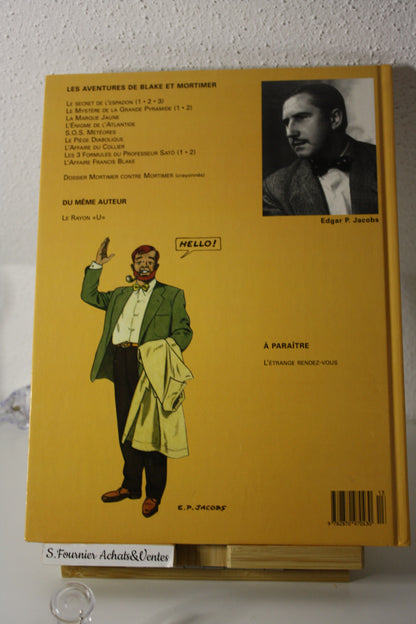 LES AVENTURES DE BLAKE ET MORTIMER
LE SECRET DE L'ESPADON (1 • 2 • 3)
LE MYSTÈRE DE LA GRANDE PYRAMIDE (1 • 2)
LA MARQUE JAUNE
L'ÉNIGME DE L'ATLANTIDE
S.O.S. MÉTÉORES
LE PIÈGE DIABOLIQUE
L'AFFAIRE DU COLLIER
LES 3 FORMULES DU PROFESSEUR SATÔ (1 • 2)
L'AFFAIRE FRANCIS BLAKE
DOSSIER MORTIMER CONTRE MORTIMER (crayonnés)
DU MÊME AUTEUR
LE RAYON «U»
Edgar P. Jacobs
HELLO!
À PARAÎTRE
L'ÉTRANGE RENDEZ-VOUS
E.P. JACOBS
S.Fournier Achats&Ventes